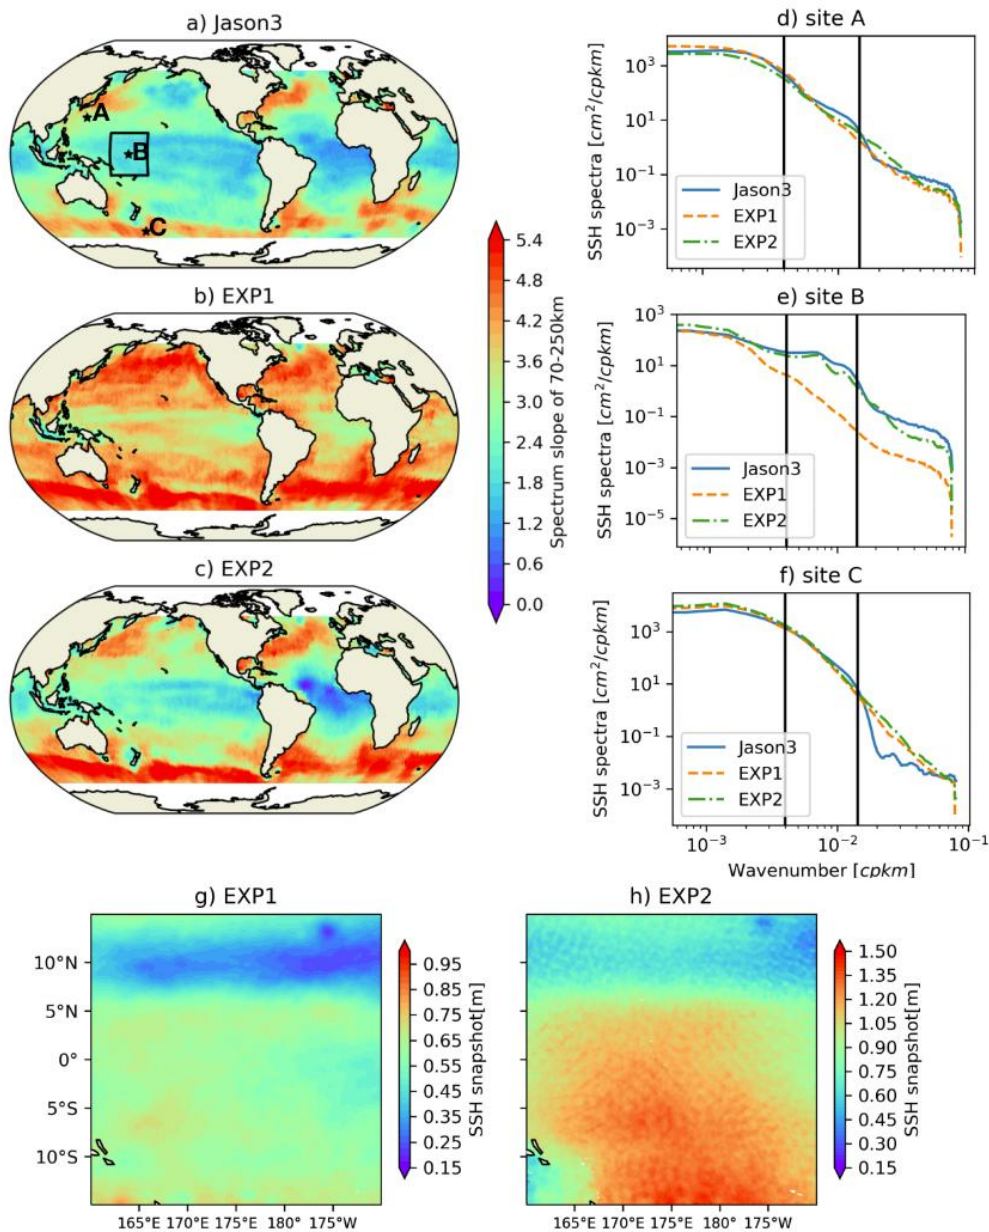 a) Jason3
A
B
C
b) EXP1
c) EXP2
5.4
4.8
4.2
3.6
3.0
2.4
1.8
1.2
0.6
0.0
Spectrum slope of 70-250km
d) site A
10³
10¹
10⁻¹
10⁻³
SSH spectra [cm²/cpkm]
Jason3
EXP1
EXP2
e) site B
10³
10¹
10⁻¹
10⁻³
10⁻⁵
SSH spectra [cm²/cpkm]
Jason3
EXP1
EXP2
f) site C
10³
10¹
10⁻¹
10⁻³
SSH spectra [cm²/cpkm]
Jason3
EXP1
EXP2
10⁻³ 10⁻² 10⁻¹
Wavenumber [cpkm]
g) EXP1
10°N
5°N
0°
5°S
10°S
165°E 170°E 175°E 180° 175°W
0.95
0.85
0.75
0.65
0.55
0.45
0.35
0.25
0.15
SSH snapshot[m]
h) EXP2
165°E 170°E 175°E 180° 175°W
1.50
1.35
1.20
1.05
0.90
0.75
0.60
0.45
0.30
0.15
SSH snapshot[m]